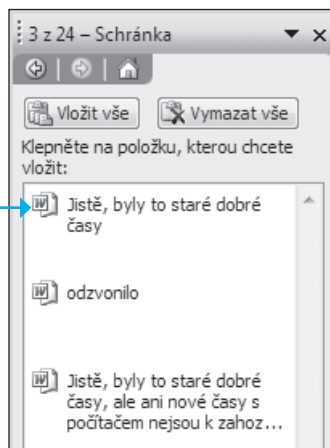 3 z 24 – Schránka
Vložit vše Vymazat vše
Klepněte na položku, kterou chcete
vložit:
Jistě, byly to staré dobré
časy
odzvonilo
Jistě, byly to staré dobré
časy, ale ani nové časy s
počítačem nejsou k zahoz...